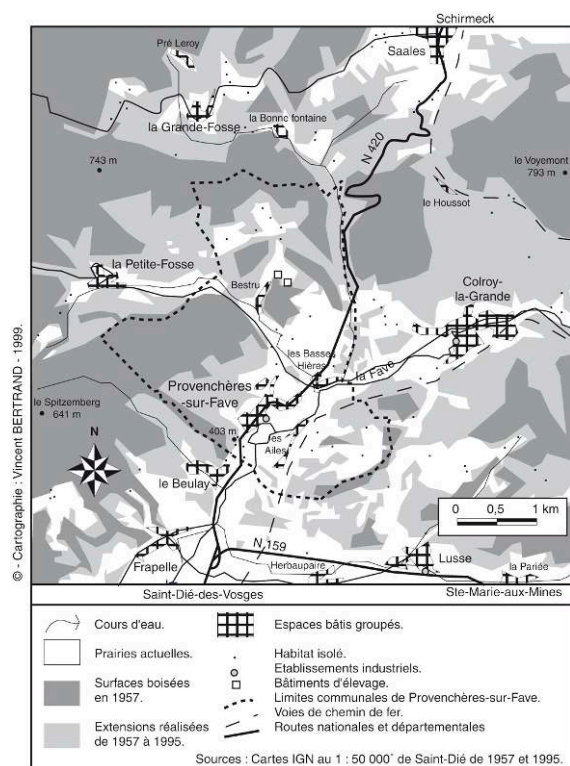 Schirmeck
Pré Leroy
Saales
la Grande-Fosse
la Bonne fontaine
N 420
743 m
le Voyemont
793 m
le Houssot
la Petite-Fosse
Bestru
Colroy-
la-Grande
les Basses
Hières
la Fave
Provenchères
-sur-Fave
le Spitzemberg
641 m
403 m
les
Ailes
N
le Beulay
0 0,5 1 km
N 159
Frapelle
Herbaupaire
Lusse
la Pariée
Saint-Dié-des-Vosges
Ste-Marie-aux-Mines
© - Cartographie : Vincent BERTRAND - 1999.
Cours d'eau.
Prairies actuelles.
Surfaces boisées
en 1957.
Extensions réalisées
de 1957 à 1995.
Espaces bâtis groupés.
Habitat isolé.
Etablissements industriels.
Bâtiments d'élevage.
Limites communales de Provenchères-sur-Fave.
Voies de chemin de fer.
Routes nationales et départementales
Sources : Cartes IGN au 1 : 50 000° de Saint-Dié de 1957 et 1995.